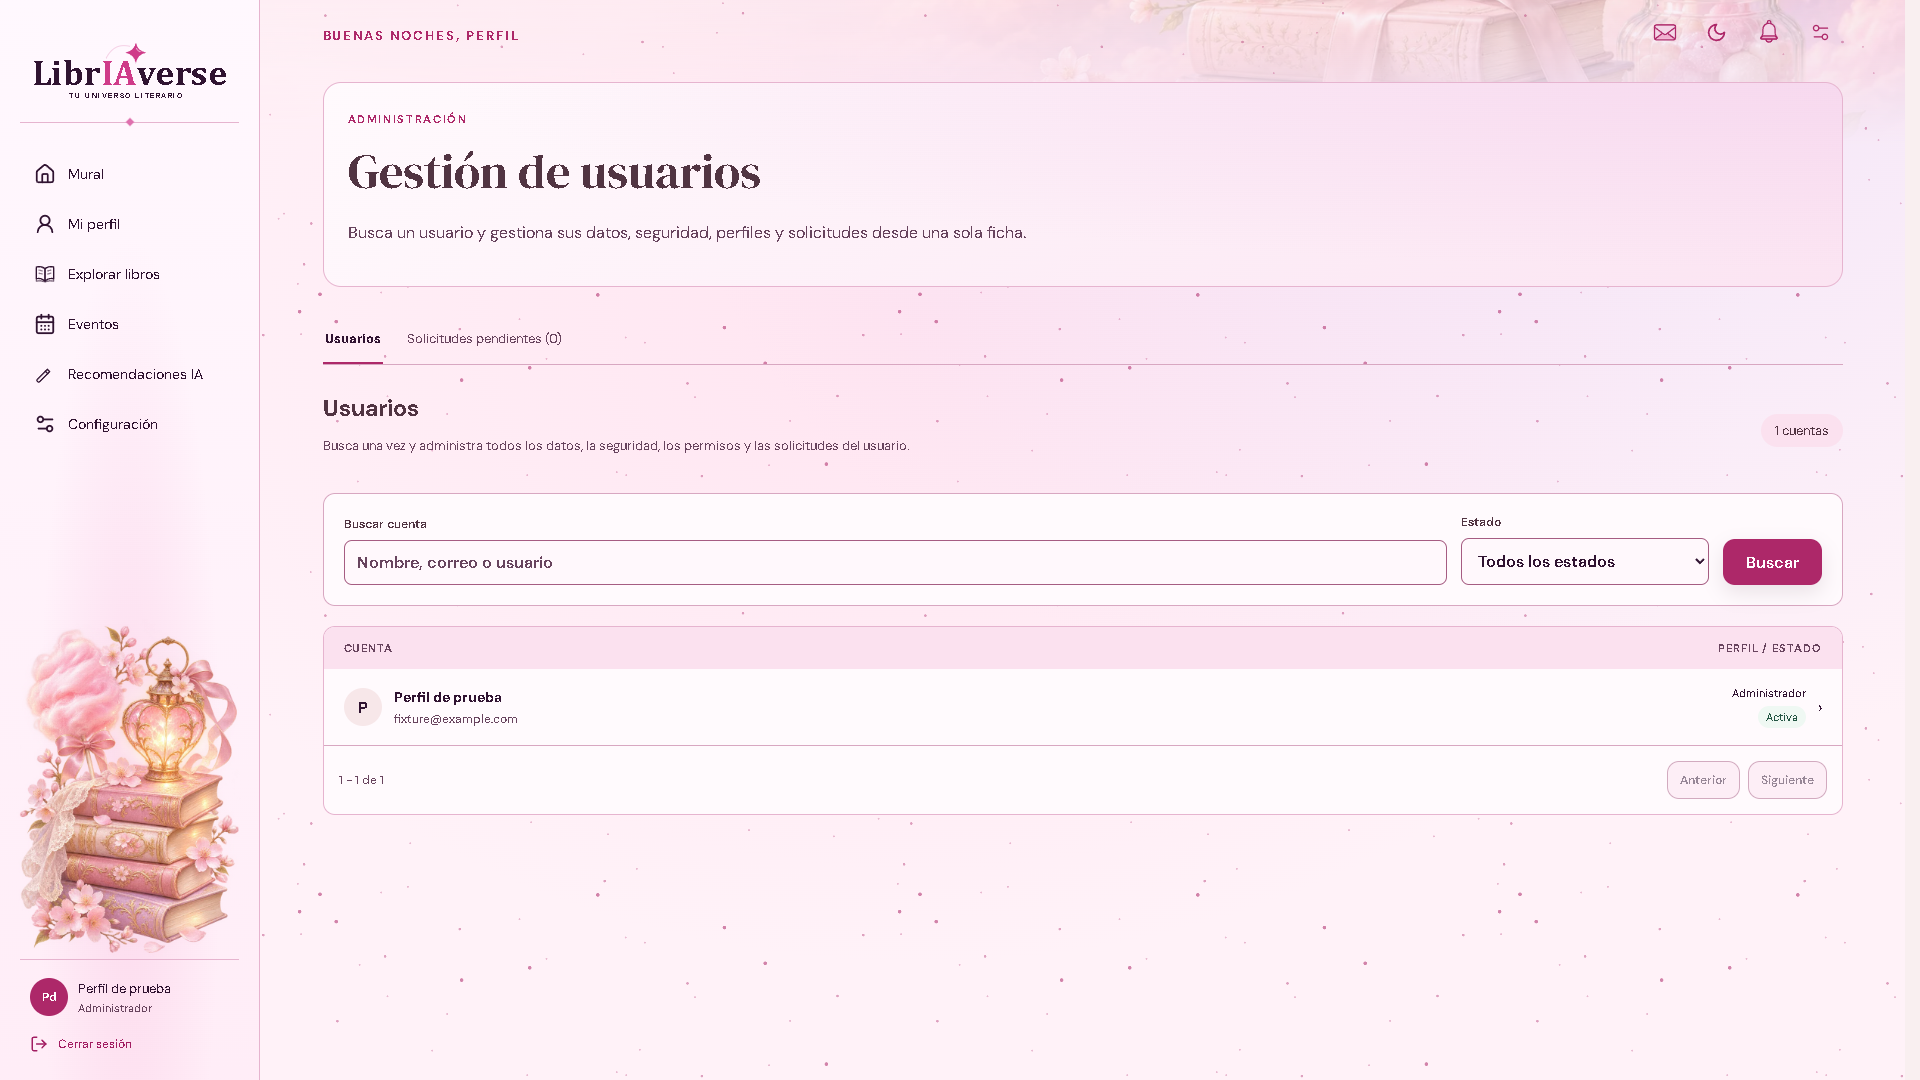 LibrIAverse
TU UNIVERSO LITERARIO
Mural
Mi perfil
Explorar libros
Eventos
Recomendaciones IA
Configuración
Perfil de prueba
Pd
Administrador
Cerrar sesión
BUENAS NOCHES, PERFIL
ADMINISTRACIÓN
Gestión de usuarios
Busca un usuario y gestiona sus datos, seguridad, perfiles y solicitudes desde una sola ficha.
Usuarios
Solicitudes pendientes (0)
Usuarios
Busca una vez y administra todos los datos, la seguridad, los permisos y las solicitudes del usuario.
1 cuentas
Buscar cuenta
Nombre, correo o usuario
Estado
Todos los estados
Buscar
CUENTA
PERFIL / ESTADO
P
Perfil de prueba
fixture@example.com
Administrador
Activa
1 – 1 de 1
Anterior
Siguiente